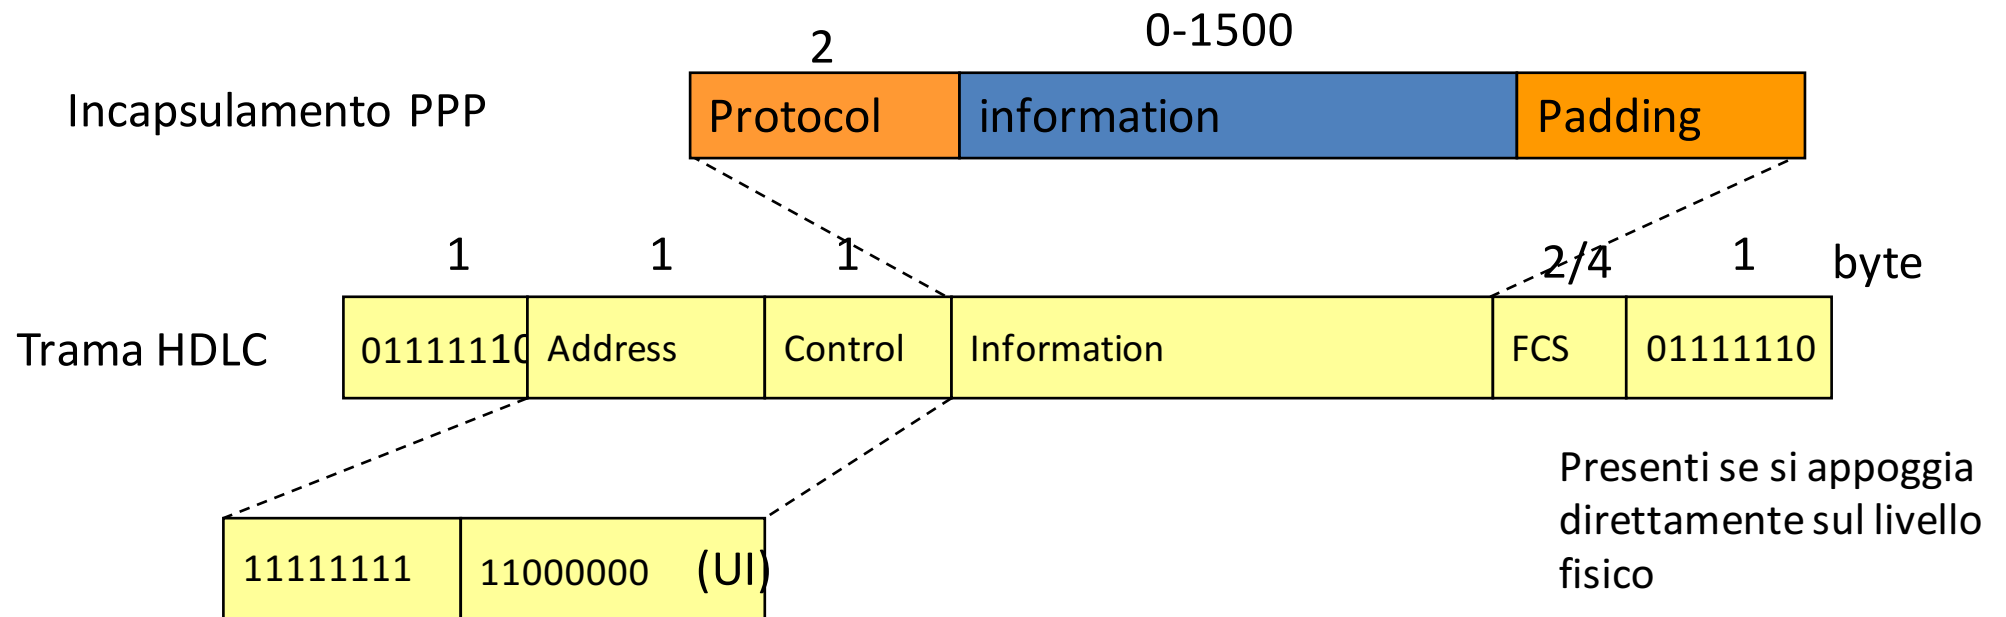 2
0-1500
Incapsulamento PPP
Protocol
information
Padding
1
1
1
2/4
1
byte
Trama HDLC
01111110
Address
Control
Information
FCS
01111110
11111111
11000000
(UI)
Presenti se si appoggia
direttamente sul livello
fisico